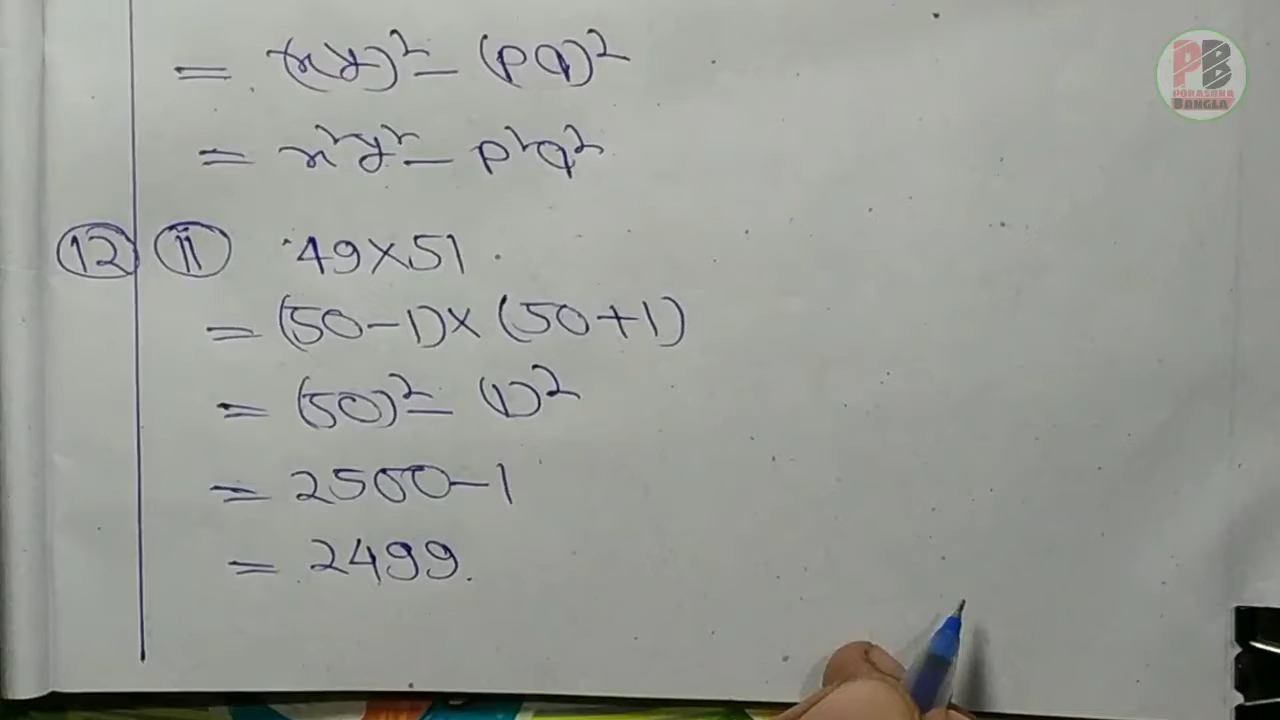 = (xy)² - (pq)²
= x²y² - p²q²
12 ii 49×51
= (50-1)×(50+1)
= (50)² - (1)²
= 2500-1
= 2499.
PB
PORASONA
BANGLA